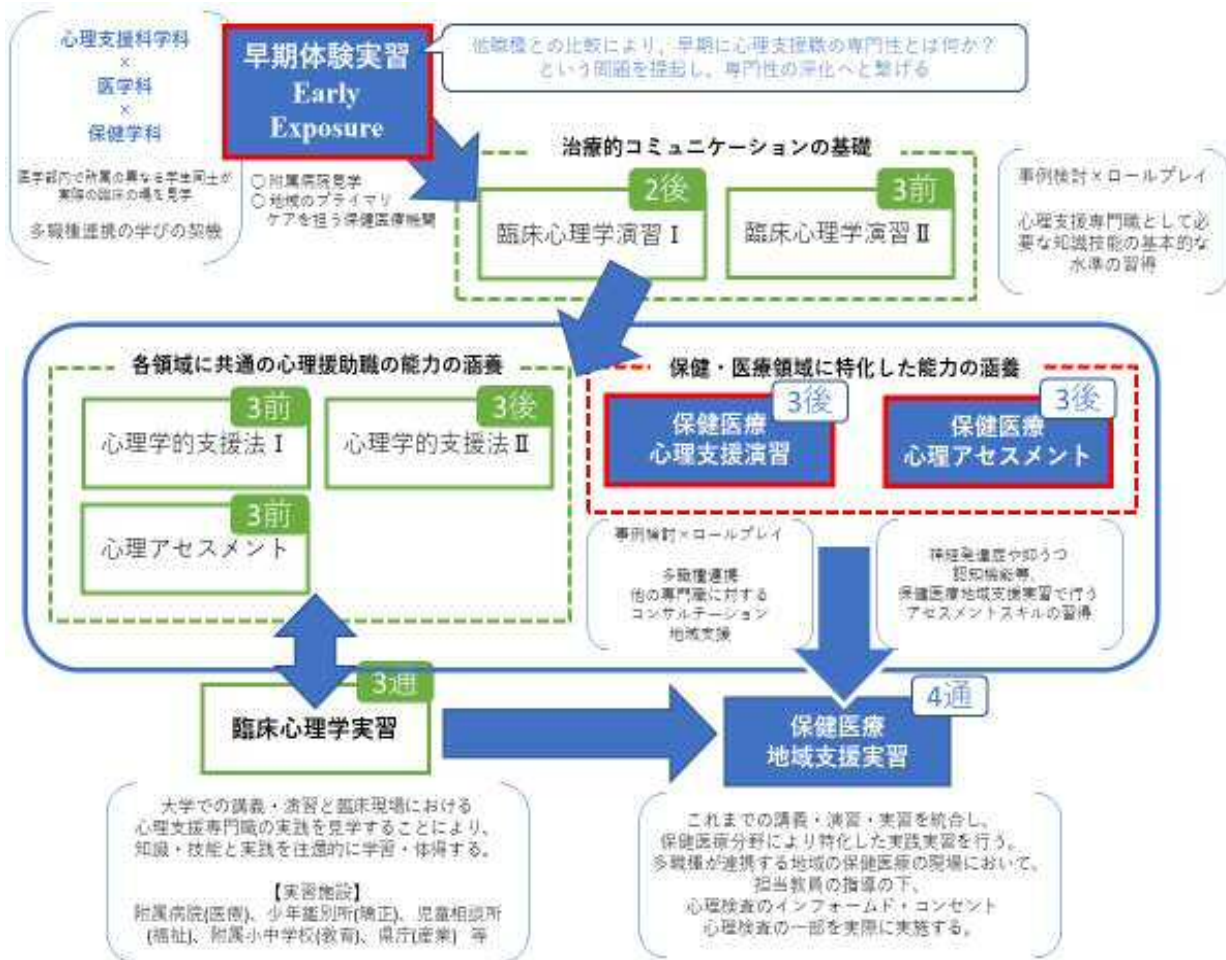 心理支援科学科
×
医学科
×
保健学科
医学部内で所属の異なる学生同士が
実際の臨床の場を見学
多職種連携の学びの契機
早期体験実習
Early
Exposure
他職種との比較により、早期に心理支援職の専門性とは何か？
という問題を提起し、専門性の深化へと繋げる
○附属病院見学
○地域のプライマリ
ケアを担う保健医療機関
治療的コミュニケーションの基礎
2後
臨床心理学演習Ⅰ
3前
臨床心理学演習Ⅱ
事例検討×ロールプレイ
心理支援専門職として必
要な知識技能の基本的な
水準の習得
各領域に共通の心理援助職の能力の涵養
3前
心理学的支援法Ⅰ
3後
心理学的支援法Ⅱ
3前
心理アセスメント
保健・医療領域に特化した能力の涵養
3後
保健医療
心理支援演習
3後
保健医療
心理アセスメント
事例検討×ロールプレイ
多職種連携
他の専門職に対する
コンサルテーション
地域支援
神経発達症や抑うつ
認知機能等、
保健医療地域支援実習で行う
アセスメントスキルの習得
3通
臨床心理学実習
4通
保健医療
地域支援実習
大学での講義・演習と臨床現場における
心理支援専門職の実践を見学することにより、
知識・技能と実践を往還的に学習・体得する。
【実習施設】
附属病院(医療)、少年鑑別所(矯正)、児童相談所
(福祉)、附属小中学校(教育)、県庁(産業) 等
これまでの講義・演習・実習を統合し、
保健医療分野により特化した実践実習を行う。
多職種が連携する地域の保健医療の現場において、
担当教員の指導の下、
心理検査のインフォームド・コンセント
心理検査の一部を実際に実施する。